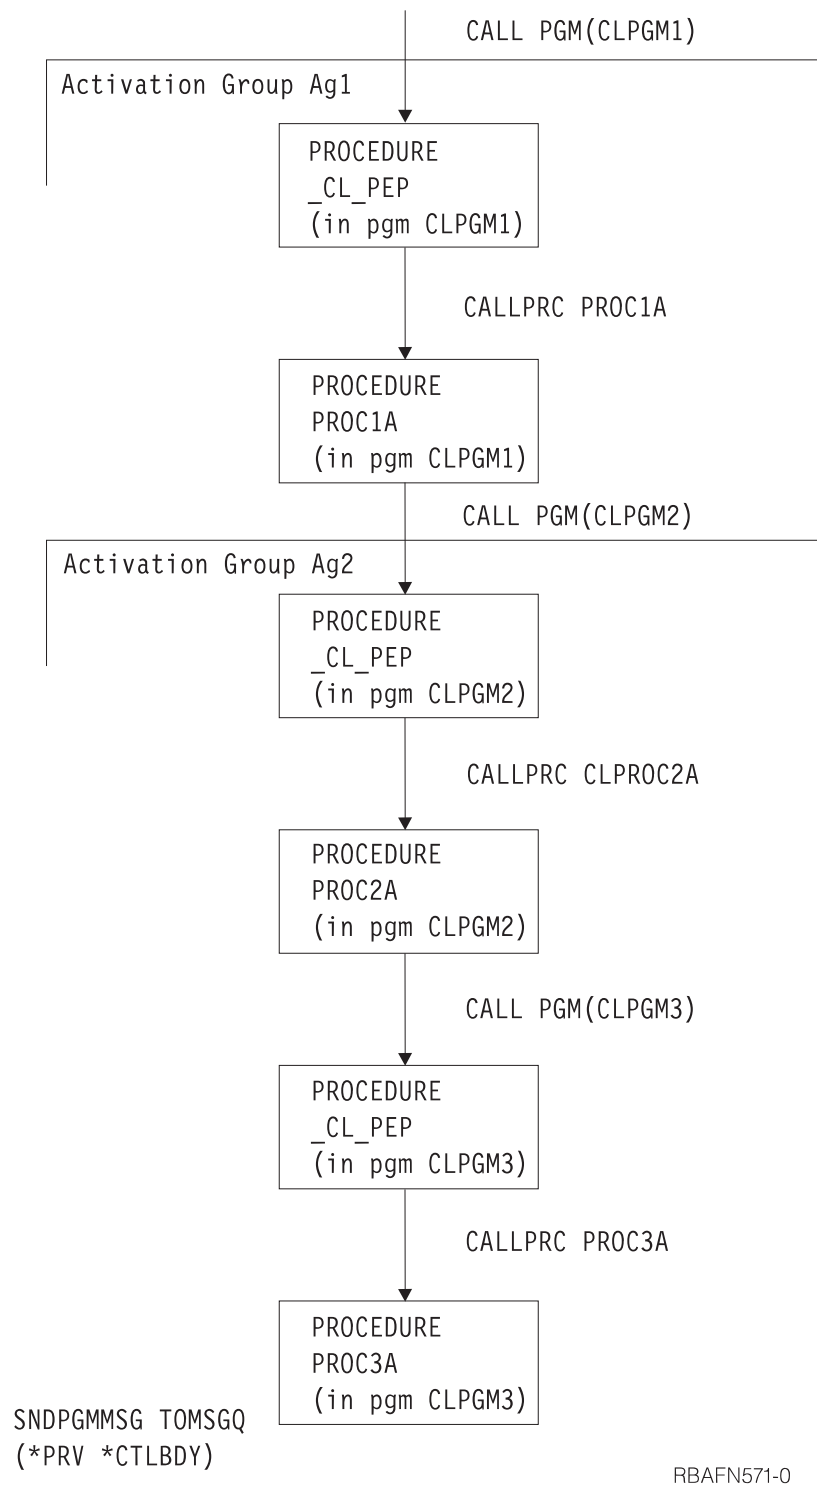 CALL PGM(CLPGM1)
Activation Group Ag1
PROCEDURE
_CL_PEP
(in pgm CLPGM1)
CALLPRC PROC1A
PROCEDURE
PROC1A
(in pgm CLPGM1)
CALL PGM(CLPGM2)
Activation Group Ag2
PROCEDURE
_CL_PEP
(in pgm CLPGM2)
CALLPRC CLPROC2A
PROCEDURE
PROC2A
(in pgm CLPGM2)
CALL PGM(CLPGM3)
PROCEDURE
_CL_PEP
(in pgm CLPGM3)
CALLPRC PROC3A
PROCEDURE
PROC3A
(in pgm CLPGM3)
SNDPGMMSG TOMSGQ
(*PRV *CTLBDY)
RBAFN571-0